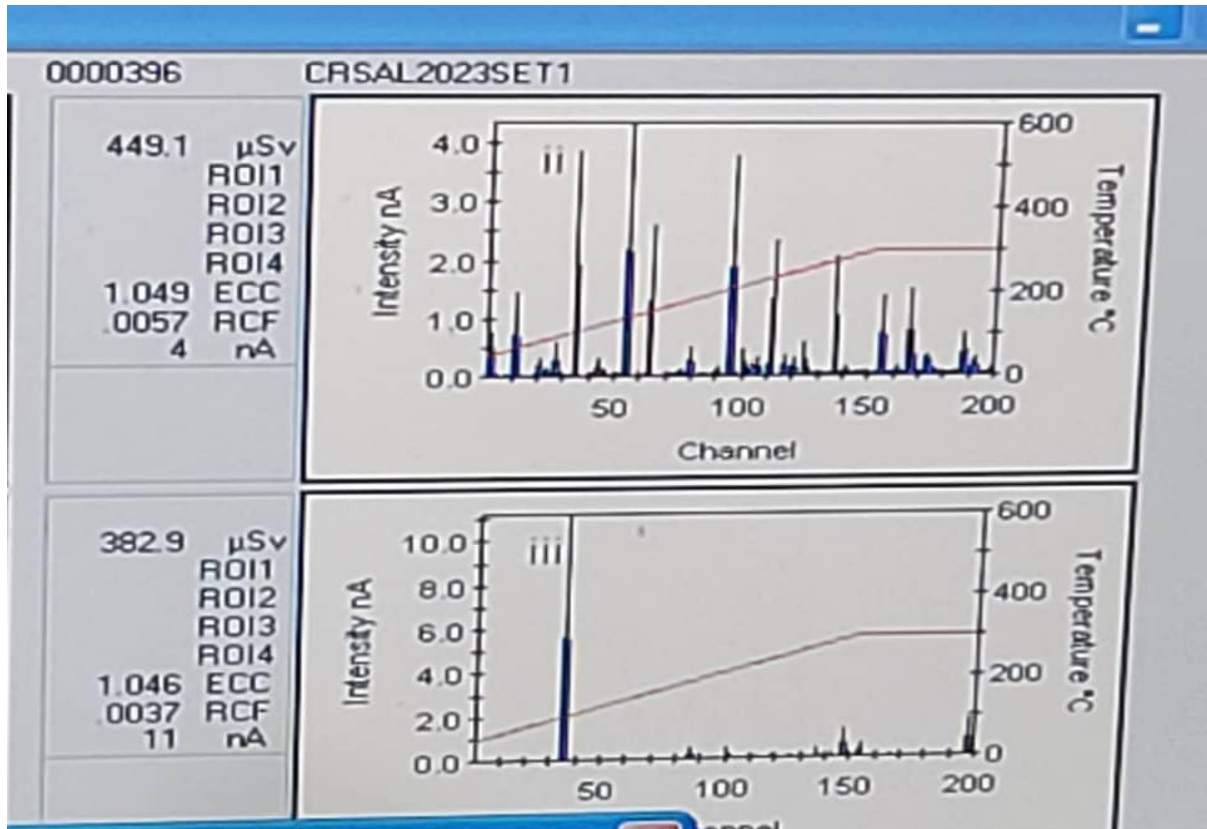 0000396 CRSAL2023SET1
449.1 µSv
ROI1
ROI2
ROI3
ROI4
1.049 ECC
.0057 RCF
4 nA
ii
Intensity nA
4.0
3.0
2.0
1.0
0.0
50 100 150 200
Channel
600
400
200
0
Temperature °C
382.9 µSv
ROI1
ROI2
ROI3
ROI4
1.046 ECC
.0037 RCF
11 nA
iii
Intensity nA
10.0
8.0
6.0
4.0
2.0
0.0
50 100 150 200
600
400
200
0
Temperature °C